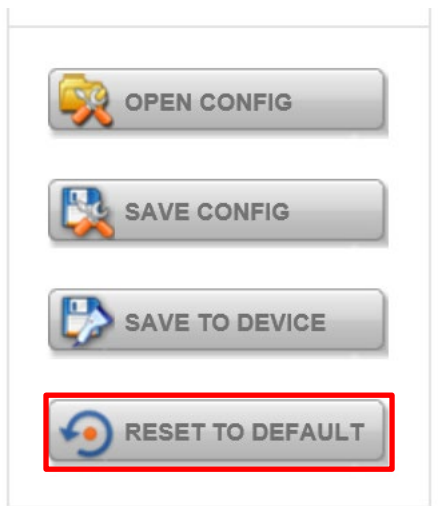 OPEN CONFIG
SAVE CONFIG
SAVE TO DEVICE
RESET TO DEFAULT